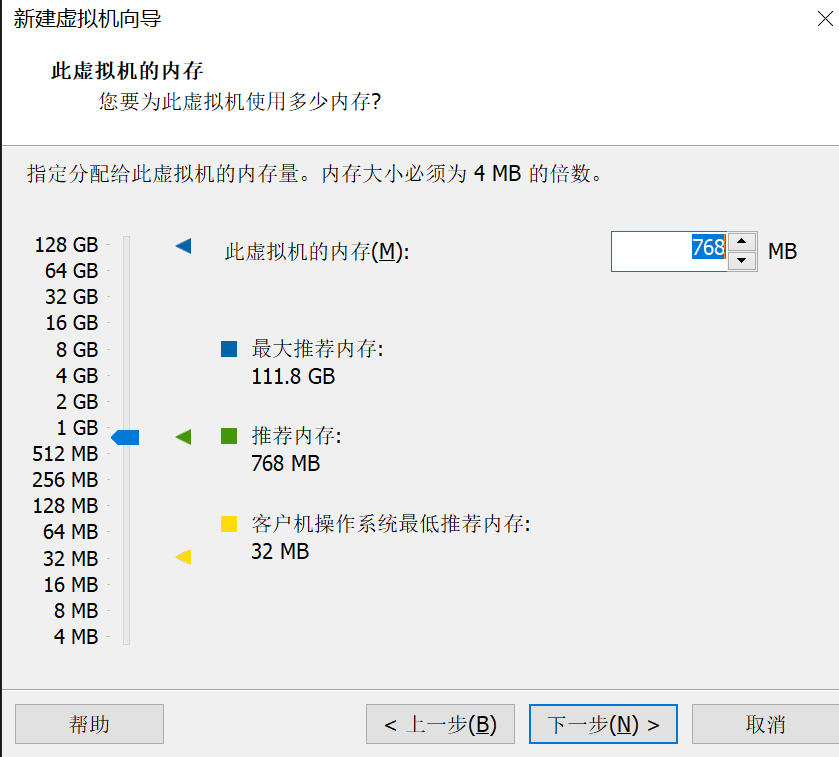 新建虚拟机向导
此虚拟机的内存
您要为此虚拟机使用多少内存?
指定分配给此虚拟机的内存量。内存大小必须为 4 MB 的倍数。
128 GB
64 GB
32 GB
16 GB
8 GB
4 GB
2 GB
1 GB
512 MB
256 MB
128 MB
64 MB
32 MB
16 MB
8 MB
4 MB
此虚拟机的内存(M):
768 MB
最大推荐内存:
111.8 GB
推荐内存:
768 MB
客户机操作系统最低推荐内存:
32 MB
帮助
< 上一步(B)
下一步(N) >
取消